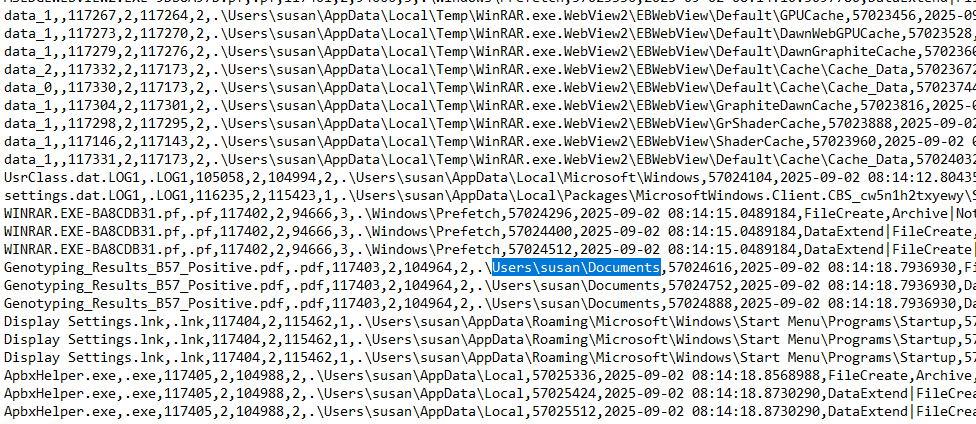 data_1,,117267,2,117264,2,.\Users\susan\AppData\Local\Temp\WinRAR.exe.WebView2\EBWebView\Default\GPUCache,57023456,2025-09-
data_1,,117273,2,117270,2,.\Users\susan\AppData\Local\Temp\WinRAR.exe.WebView2\EBWebView\Default\DawnWebGPUCache,57023528,
data_1,,117279,2,117276,2,.\Users\susan\AppData\Local\Temp\WinRAR.exe.WebView2\EBWebView\Default\DawnGraphiteCache,570236
data_2,,117332,2,117173,2,.\Users\susan\AppData\Local\Temp\WinRAR.exe.WebView2\EBWebView\Default\Cache\Cache_Data,5702367
data_0,,117330,2,117173,2,.\Users\susan\AppData\Local\Temp\WinRAR.exe.WebView2\EBWebView\Default\Cache\Cache_Data,5702374
data_1,,117304,2,117301,2,.\Users\susan\AppData\Local\Temp\WinRAR.exe.WebView2\EBWebView\GraphiteDawnCache,57023816,2025-
data_1,,117298,2,117295,2,.\Users\susan\AppData\Local\Temp\WinRAR.exe.WebView2\EBWebView\GrShaderCache,57023888,2025-09-02
data_1,,117146,2,117143,2,.\Users\susan\AppData\Local\Temp\WinRAR.exe.WebView2\EBWebView\ShaderCache,57023960,2025-09-02 0
data_1,,117331,2,117173,2,.\Users\susan\AppData\Local\Temp\WinRAR.exe.WebView2\EBWebView\Default\Cache\Cache_Data,5702403
UsrClass.dat.LOG1,.LOG1,105058,2,104994,2,.\Users\susan\AppData\Local\Microsoft\Windows,57024104,2025-09-02 08:14:12.80435
settings.dat.LOG1,.LOG1,116235,2,115423,1,.\Users\susan\AppData\Local\Packages\MicrosoftWindows.Client.CBS_cw5n1h2txyewy\S
WINRAR.EXE-BA8CDB31.pf,.pf,117402,2,94666,3,.\Windows\Prefetch,57024296,2025-09-02 08:14:15.0489184,FileCreate,Archive|Not
WINRAR.EXE-BA8CDB31.pf,.pf,117402,2,94666,3,.\Windows\Prefetch,57024400,2025-09-02 08:14:15.0489184,DataExtend|FileCreate,
WINRAR.EXE-BA8CDB31.pf,.pf,117402,2,94666,3,.\Windows\Prefetch,57024512,2025-09-02 08:14:15.0489184,DataExtend|FileCreate|
Genotyping_Results_B57_Positive.pdf,.pdf,117403,2,104964,2,.\Users\susan\Documents,57024616,2025-09-02 08:14:18.7936930,Fi
Genotyping_Results_B57_Positive.pdf,.pdf,117403,2,104964,2,.\Users\susan\Documents,57024752,2025-09-02 08:14:18.7936930,Da
Genotyping_Results_B57_Positive.pdf,.pdf,117403,2,104964,2,.\Users\susan\Documents,57024888,2025-09-02 08:14:18.7936930,Da
Display Settings.lnk,.lnk,117404,2,115462,1,.\Users\susan\AppData\Roaming\Microsoft\Windows\Start Menu\Programs\Startup,57
Display Settings.lnk,.lnk,117404,2,115462,1,.\Users\susan\AppData\Roaming\Microsoft\Windows\Start Menu\Programs\Startup,57
Display Settings.lnk,.lnk,117404,2,115462,1,.\Users\susan\AppData\Roaming\Microsoft\Windows\Start Menu\Programs\Startup,57
ApbxHelper.exe,.exe,117405,2,104988,2,.\Users\susan\AppData\Local,57025336,2025-09-02 08:14:18.8568988,FileCreate,Archive,
ApbxHelper.exe,.exe,117405,2,104988,2,.\Users\susan\AppData\Local,57025424,2025-09-02 08:14:18.8730290,DataExtend|FileCrea
ApbxHelper.exe,.exe,117405,2,104988,2,.\Users\susan\AppData\Local,57025512,2025-09-02 08:14:18.8730290,DataExtend|FileCrea